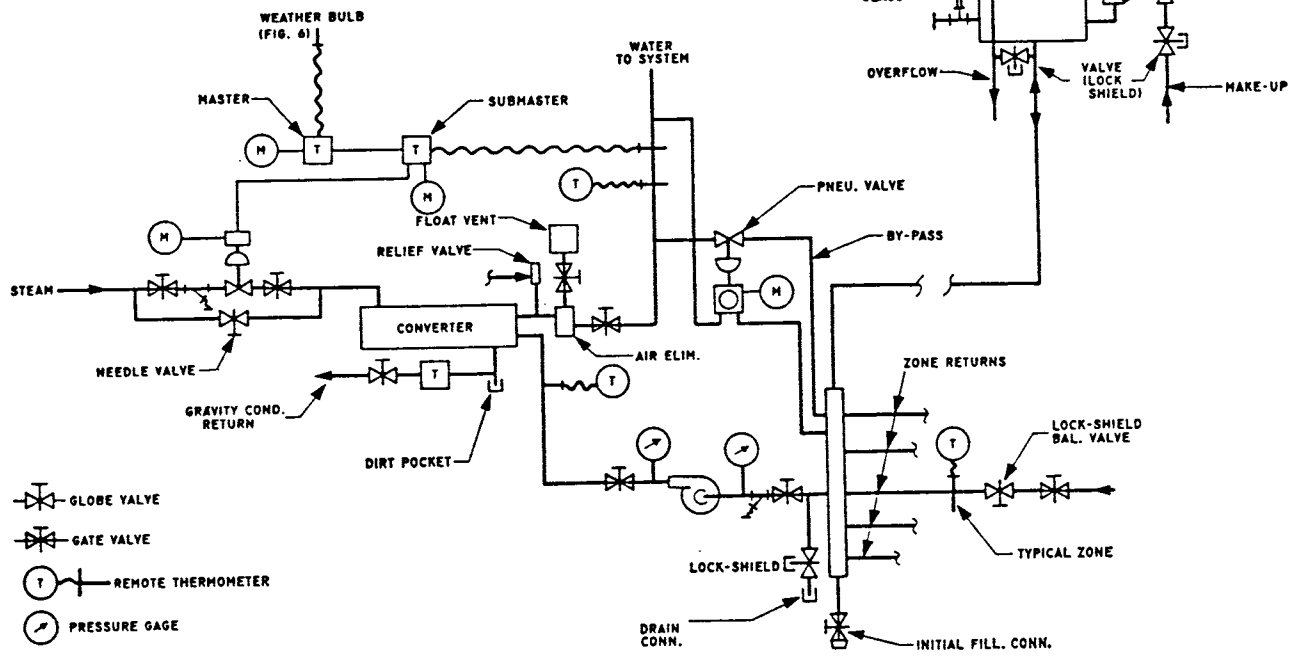 WEATHER BULB
(FIG. 6)
WATER
TO SYSTEM
OVERFLOW
VALVE
(LOCK
SHIELD)
MAKE-UP
MASTER
SUBMASTER
M
T
T
M
T
PNEU. VALVE
FLOAT VENT
M
RELIEF VALVE
BY-PASS
STEAM
M
CONVERTER
AIR ELIM.
NEEDLE VALVE
T
T
ZONE RETURNS
GRAVITY COND.
RETURN
LOCK-SHIELD
BAL. VALVE
DIRT POCKET
T
GLOBE VALVE
GATE VALVE
TYPICAL ZONE
LOCK-SHIELD
T
REMOTE THERMOMETER
PRESSURE GAGE
DRAIN
CONN.
INITIAL FILL. CONN.